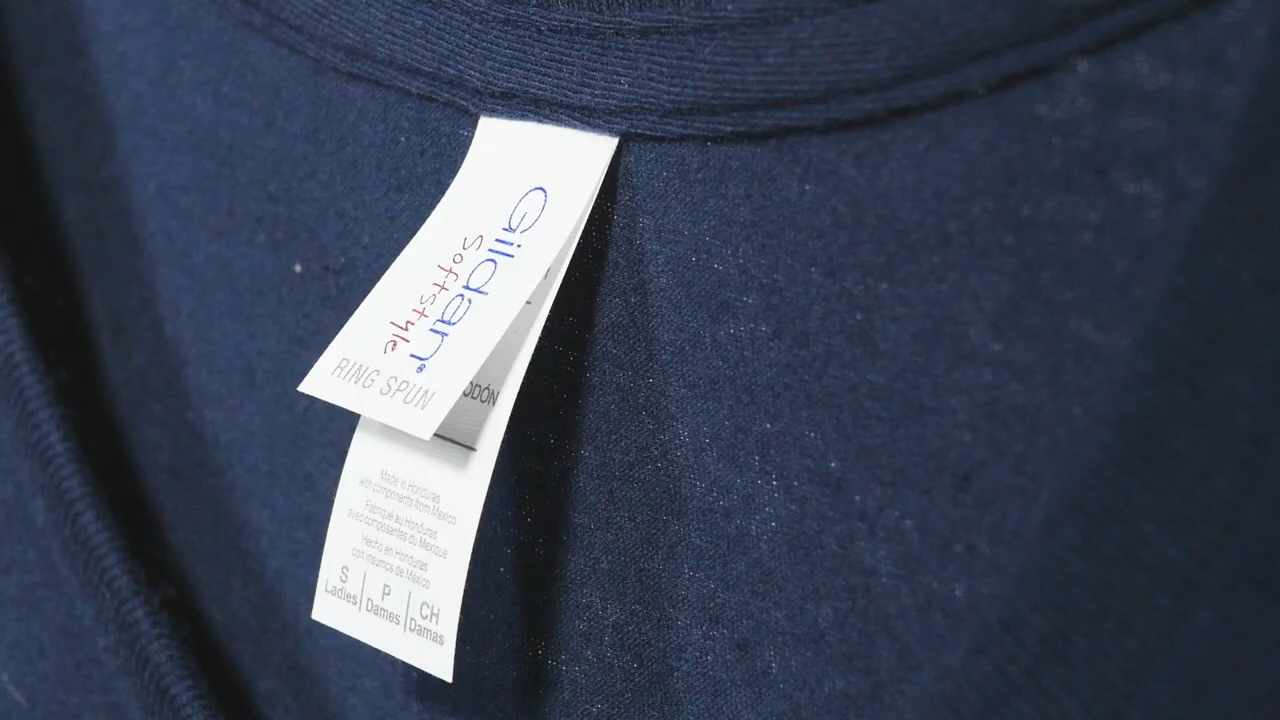 Gildan®
Softstyle
RING SPUN
ODÓN
Made in Honduras
with components from Mexico
Fabriqué au Honduras
avec composantes du Mexique
Hecho en Honduras
con insumos de México
S P CH
Ladies Dames Damas